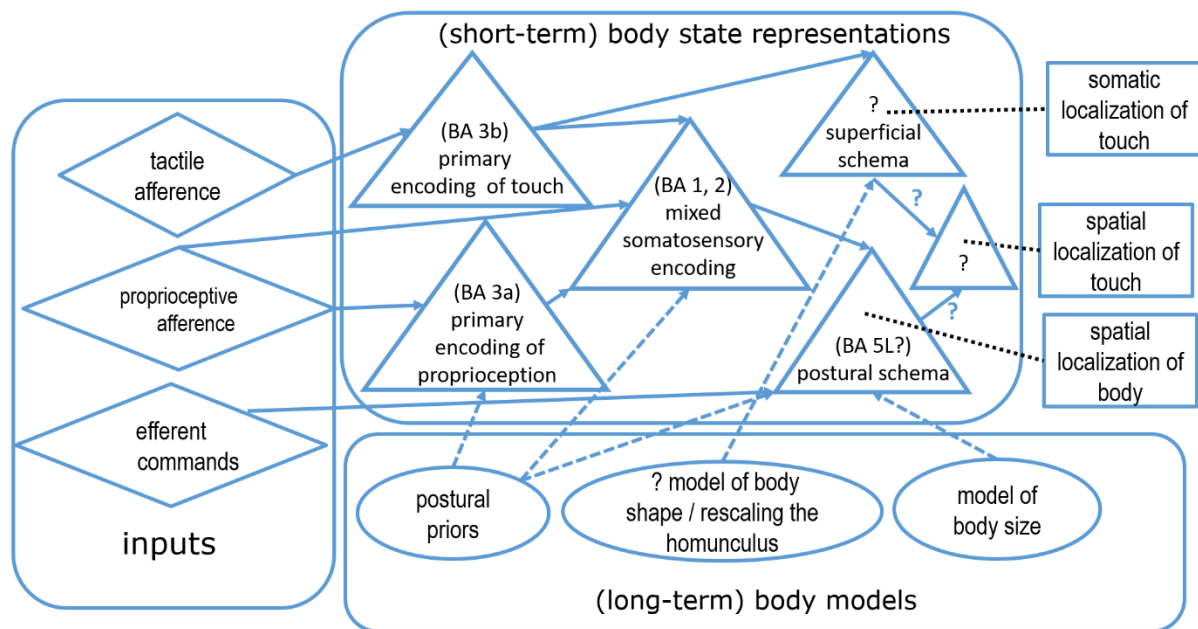 (short-term) body state representations
tactile
afference
proprioceptive
afference
efferent
commands
inputs
(BA 3b)
primary
encoding of touch
(BA 3a)
primary
encoding of
proprioception
(BA 1, 2)
mixed
somatosensory
encoding
?
superficial
schema
?
?
?
(BA 5L?)
postural schema
somatic
localization of
touch
spatial
localization of
touch
spatial
localization of
body
postural
priors
? model of body
shape / rescaling the
homunculus
model of
body size
(long-term) body models